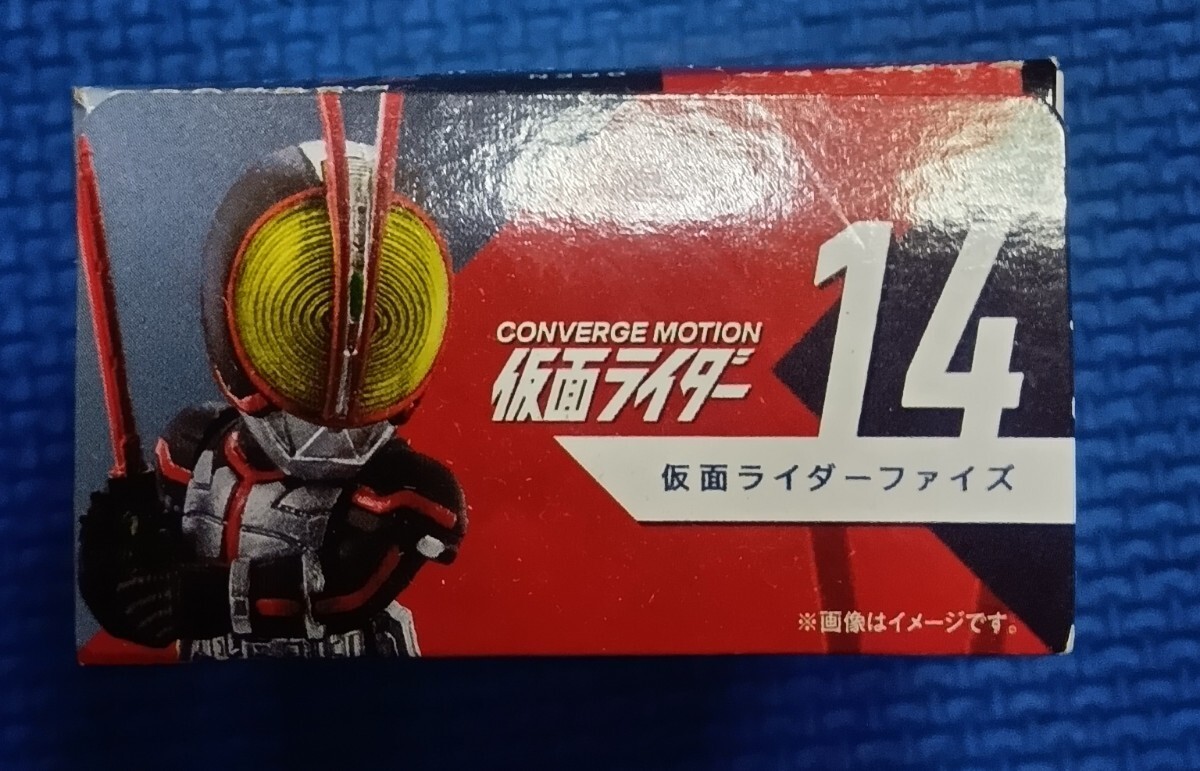 OPEN
CONVERGE MOTION
仮面ライダー
14
仮面ライダーファイズ
※画像はイメージです。